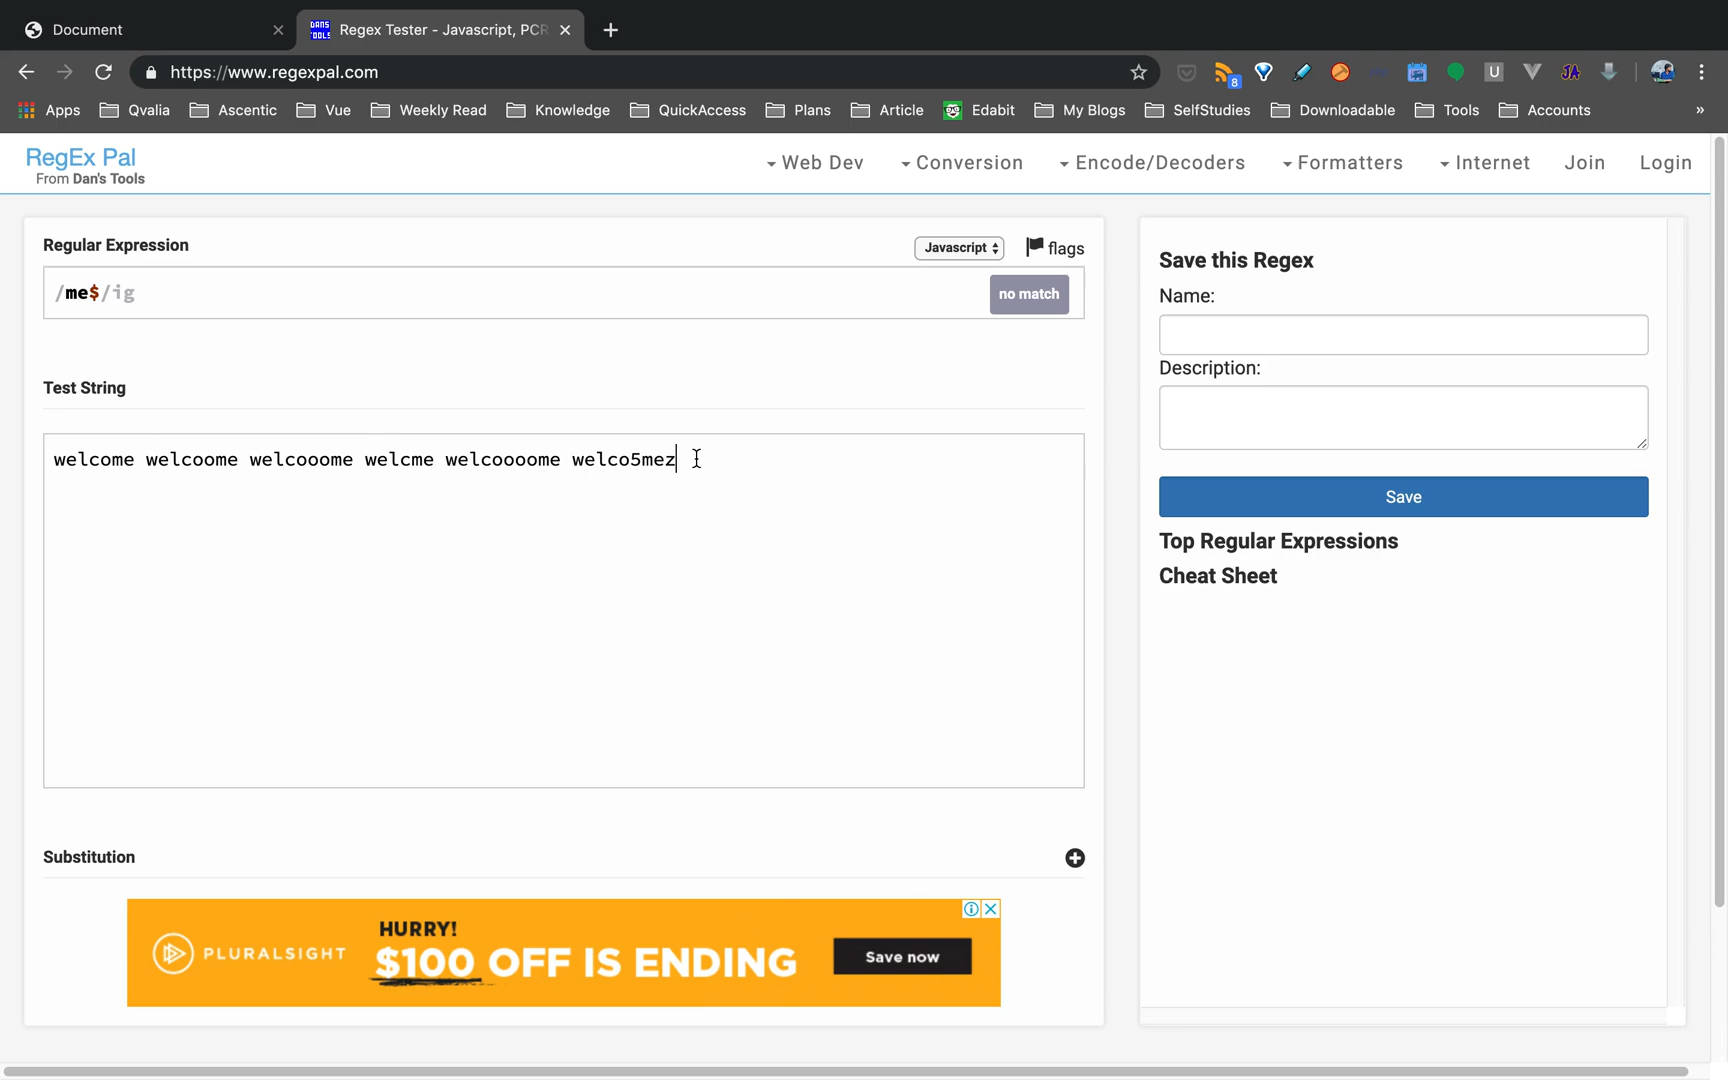 Document
Regex Tester - Javascript, PCR
https://www.regexpal.com
8
U
JA
Apps Qvalia Ascentic Vue Weekly Read Knowledge QuickAccess Plans Article Edabit My Blogs SelfStudies Downloadable Tools Accounts »
RegEx Pal
From Dan's Tools
Web Dev Conversion Encode/Decoders Formatters Internet Join Login
Regular Expression
Javascript flags
/me$/ig
no match
Test String
welcome welcoome welcooome welcme welcoooome welco5mez
Substitution
PLURALSIGHT
HURRY!
$100 OFF IS ENDING
Save now
Save this Regex
Name:
Description:
Save
Top Regular Expressions
Cheat Sheet